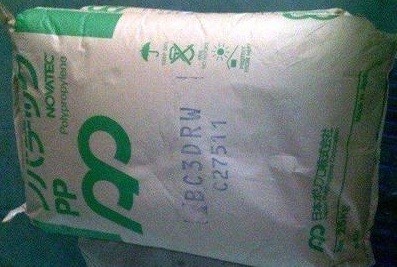 ノバテック
NOVATEC
PP
Polypropylene
BC3DRW
C27511
日本ポリプロ株式会社